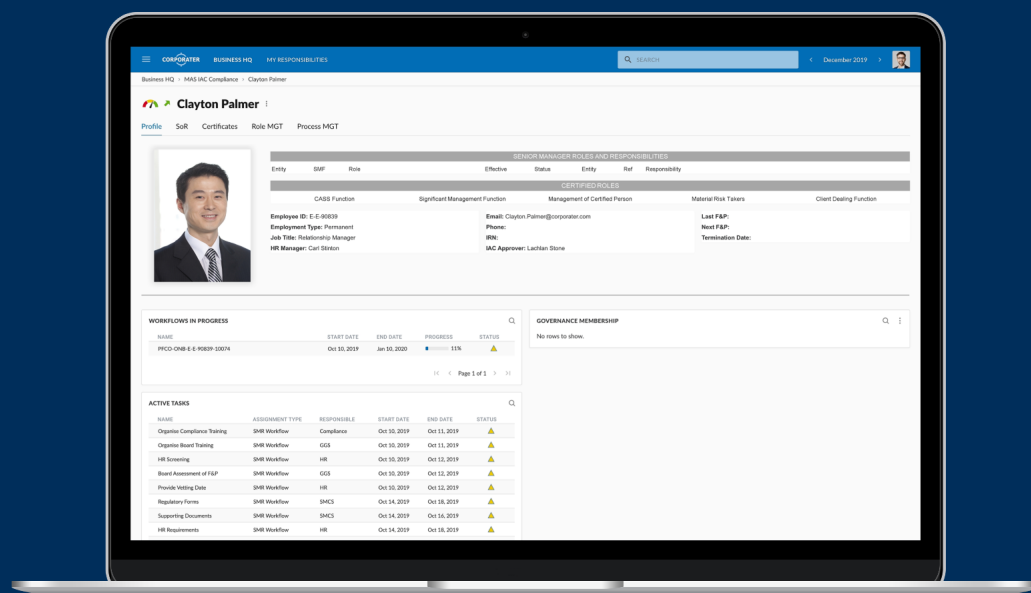 CORPORATER BUSINESS HQ MY RESPONSIBILITIES SEARCH December 2019
Business HQ › MAS IAC Compliance › Clayton Palmer
Clayton Palmer
Profile SoR Certificates Role MGT Process MGT
SENIOR MANAGER ROLES AND RESPONSIBILITIES
Entity SMF Role Effective Status Entity Ref Responsibility
CERTIFIED ROLES
CASS Function Significant Management Function Management of Certified Person Material Risk Takers Client Dealing Function
Employee ID: E-E-90839 Email: Clayton.Palmer@corporater.com Last F&P:
Employment Type: Permanent Phone: Next F&P:
Job Title: Relationship Manager IRN: Termination Date:
HR Manager: Carl Stinton IAC Approver: Lachlan Stone
WORKFLOWS IN PROGRESS
NAME START DATE END DATE PROGRESS STATUS
PFCO-ONB-E-E-90839-10074 Oct 10, 2019 Jan 10, 2020 11%
Page 1 of 1
GOVERNANCE MEMBERSHIP
No rows to show.
ACTIVE TASKS
NAME ASSIGNMENT TYPE RESPONSIBLE START DATE END DATE STATUS
Organise Compliance Training SMR Workflow Compliance Oct 10, 2019 Oct 11, 2019
Organise Board Training SMR Workflow GGS Oct 10, 2019 Oct 11, 2019
HR Screening SMR Workflow HR Oct 10, 2019 Oct 12, 2019
Board Assessment of F&P SMR Workflow GGS Oct 10, 2019 Oct 12, 2019
Provide Vetting Date SMR Workflow HR Oct 10, 2019 Oct 12, 2019
Regulatory Forms SMR Workflow SMCS Oct 14, 2019 Oct 18, 2019
Supporting Documents SMR Workflow SMCS Oct 14, 2019 Oct 16, 2019
HR Requirements SMR Workflow HR Oct 14, 2019 Oct 18, 2019